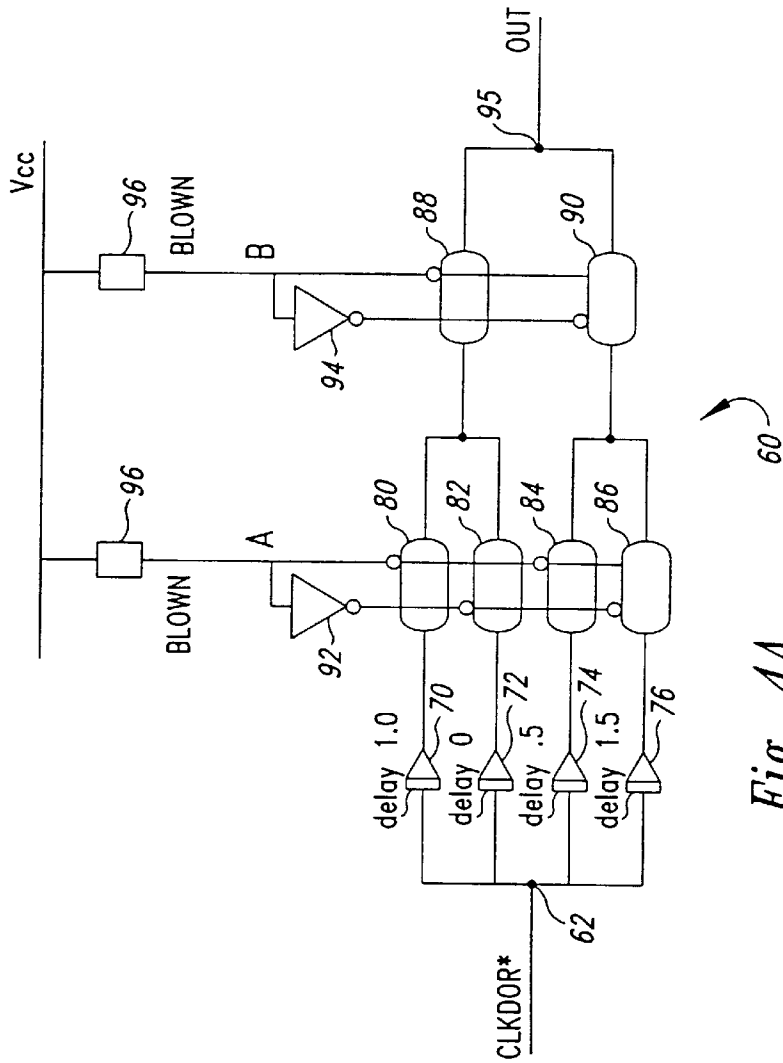 Vcc
96
96
BLOWN
BLOWN
A
B
92
94
80
82
84
86
88
90
95
OUT
delay 1.0
70
delay 0
72
delay .5
74
delay 1.5
76
62
CLKDOR*
60
Fig. 4A